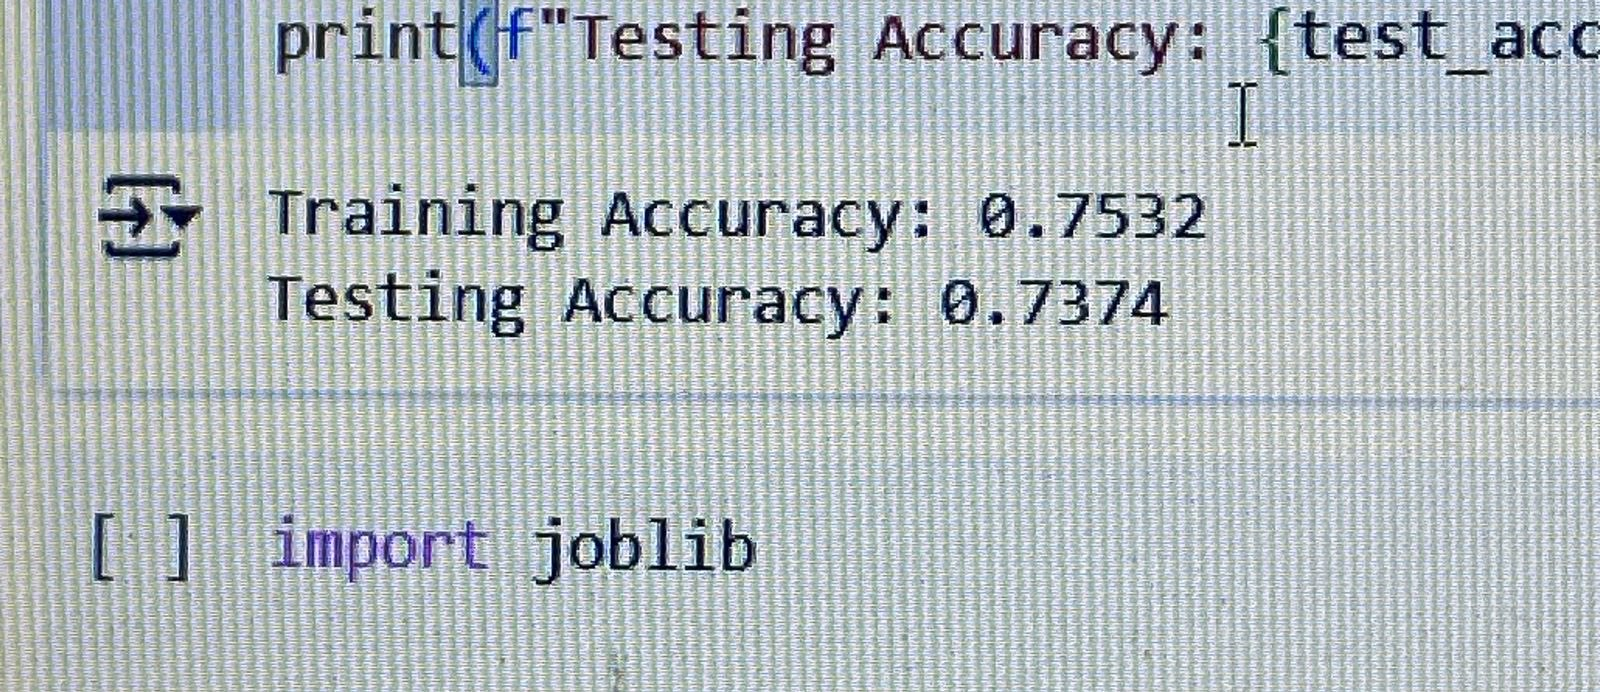 print(f"Testing Accuracy: {test_acc
Training Accuracy: 0.7532
Testing Accuracy: 0.7374
[ ] import joblib